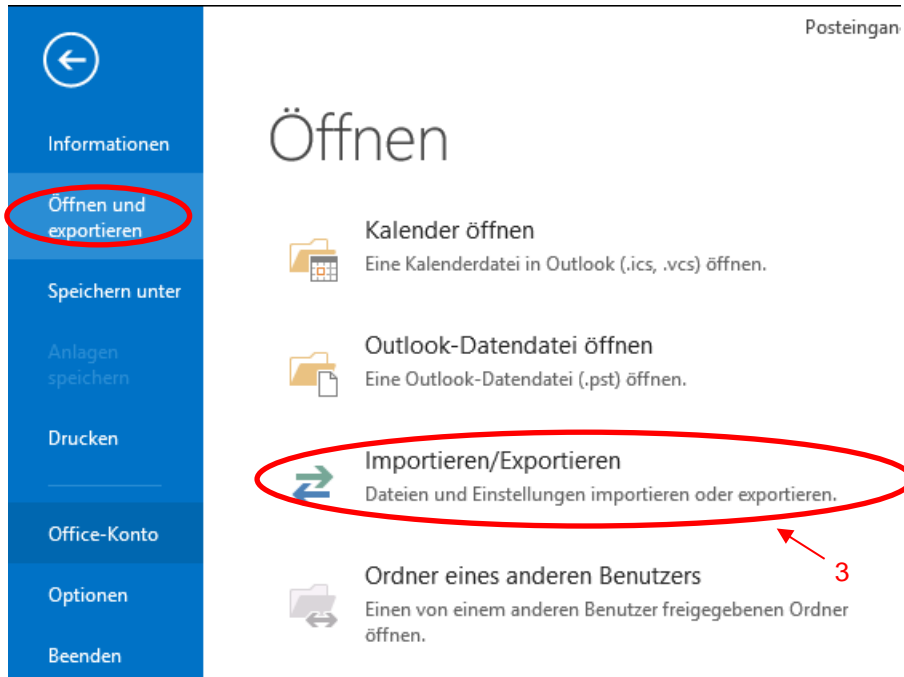 Posteingan
Informationen
Öffnen und
exportieren
Speichern unter
Anlagen
speichern
Drucken
Office-Konto
Optionen
Beenden
Öffnen
Kalender öffnen
Eine Kalenderdatei in Outlook (.ics, .vcs) öffnen.
Outlook-Datendatei öffnen
Eine Outlook-Datendatei (.pst) öffnen.
Importieren/Exportieren
Dateien und Einstellungen importieren oder exportieren.
3
Ordner eines anderen Benutzers
Einen von einem anderen Benutzer freigegebenen Ordner
öffnen.